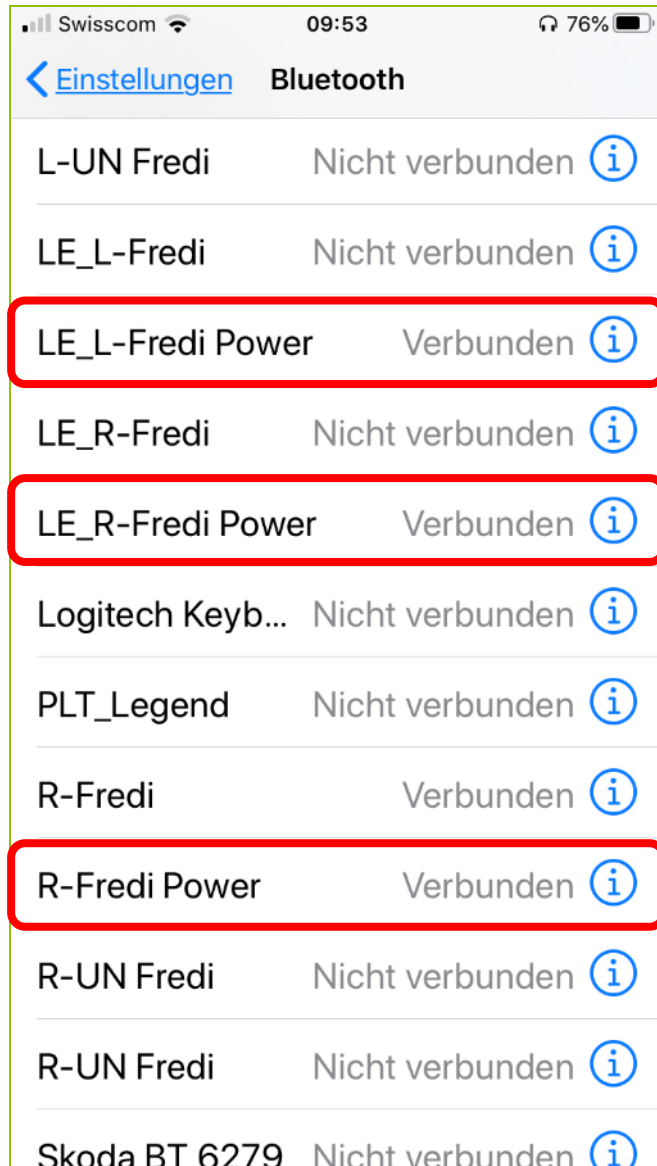 Swisscom 09:53 76%
Einstellungen Bluetooth
L-UN Fredi Nicht verbunden
LE_L-Fredi Nicht verbunden
LE_L-Fredi Power Verbunden
LE_R-Fredi Nicht verbunden
LE_R-Fredi Power Verbunden
Logitech Keyb... Nicht verbunden
PLT_Legend Nicht verbunden
R-Fredi Verbunden
R-Fredi Power Verbunden
R-UN Fredi Nicht verbunden
R-UN Fredi Nicht verbunden
Skoda BT 6279 Nicht verbunden